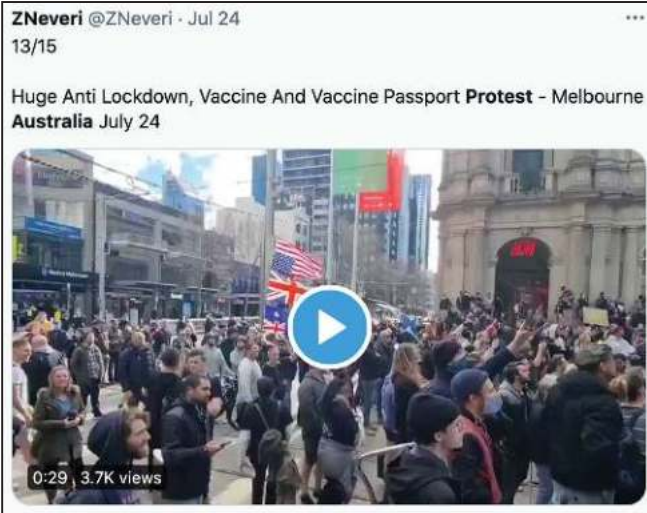 ZNeveri @ZNeveri · Jul 24
13/15
Huge Anti Lockdown, Vaccine And Vaccine Passport Protest - Melbourne
Australia July 24
H&M
0:29 3.7K views